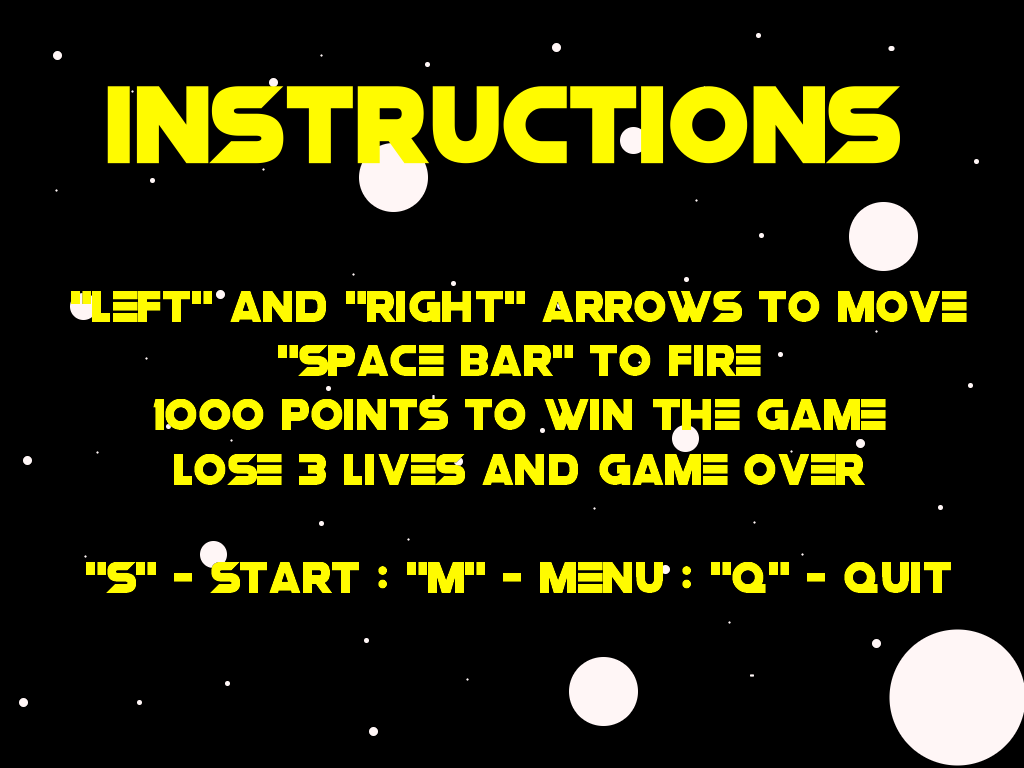 INSTRUCTIONS
"LEFT" AND "RIGHT" ARROWS TO MOVE
"SPACE BAR" TO FIRE
1000 POINTS TO WIN THE GAME
LOSE 3 LIVES AND GAME OVER
"S" - START : "M" - MENU : "Q" - QUIT